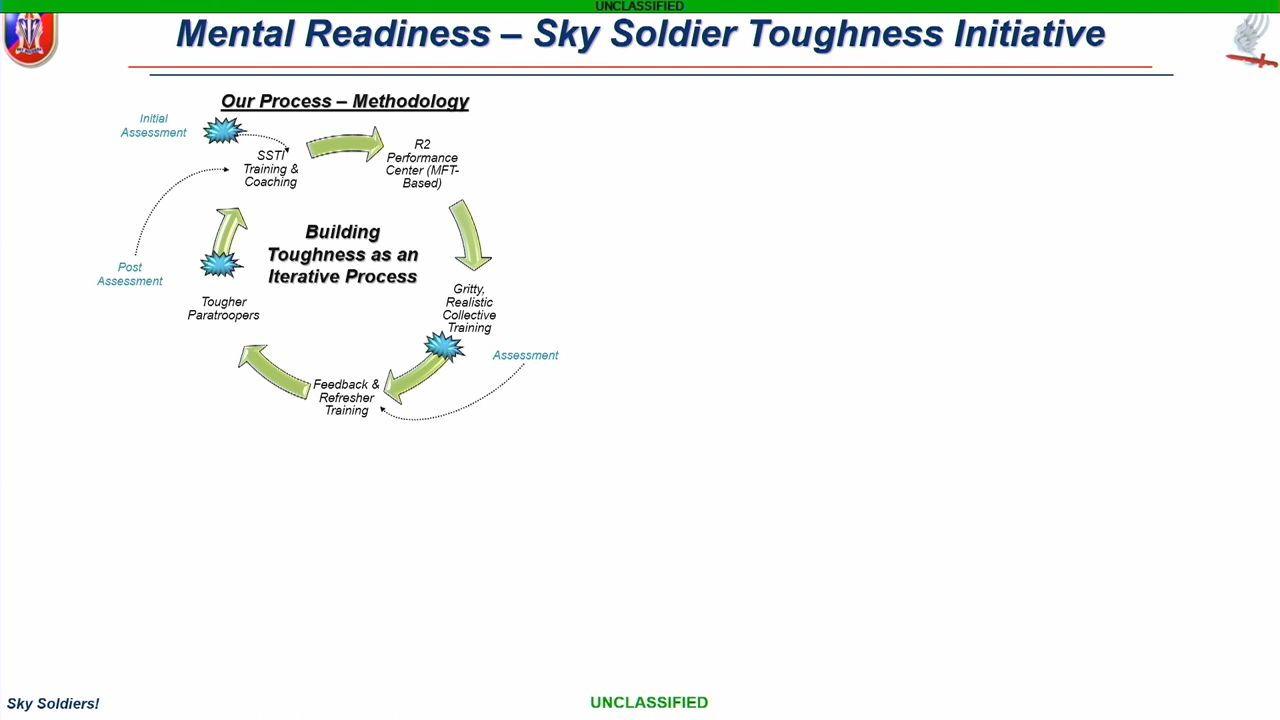 UNCLASSIFIED
Mental Readiness – Sky Soldier Toughness Initiative
Our Process – Methodology
Initial
Assessment
SSTI
Training &
Coaching
R2
Performance
Center (MFT-
Based)
Building
Toughness as an
Iterative Process
Post
Assessment
Gritty,
Realistic
Collective
Training
Tougher
Paratroopers
Assessment
Feedback &
Refresher
Training
Sky Soldiers!
UNCLASSIFIED